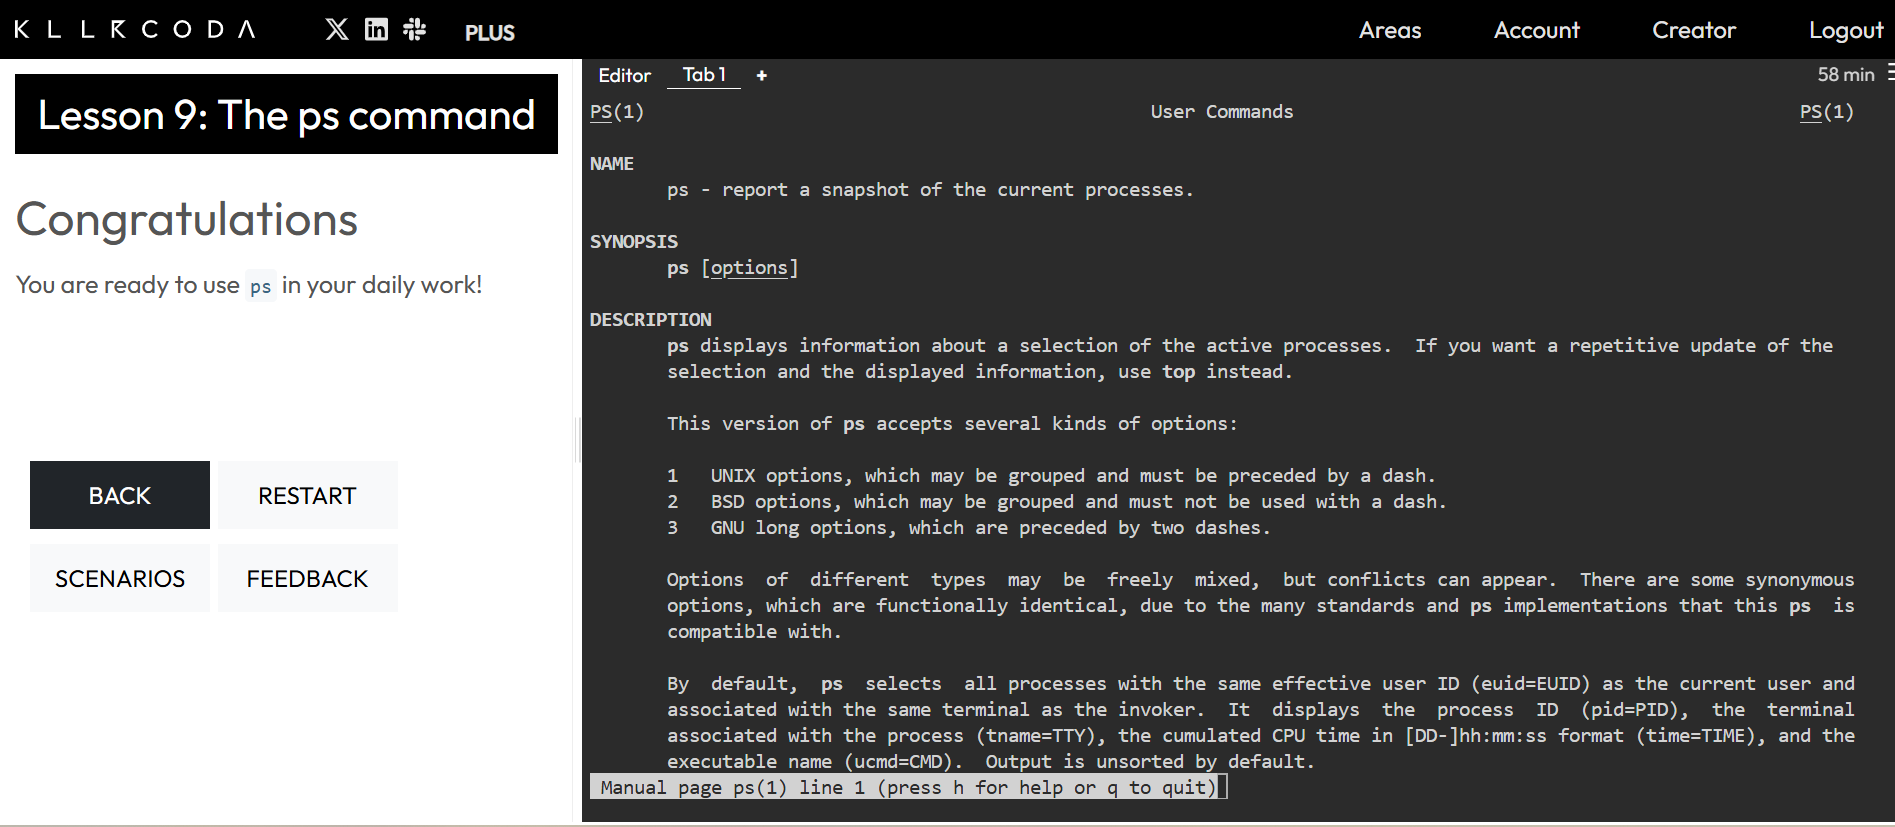 KLLRCODA
PLUS
Areas
Account
Creator
Logout
Lesson 9: The ps command
Congratulations
You are ready to use ps in your daily work!
BACK
RESTART
SCENARIOS
FEEDBACK
Editor
Tab 1
+
58 min
PS(1) User Commands PS(1)
NAME
ps - report a snapshot of the current processes.
SYNOPSIS
ps [options]
DESCRIPTION
ps displays information about a selection of the active processes. If you want a repetitive update of the
selection and the displayed information, use top instead.
This version of ps accepts several kinds of options:
1 UNIX options, which may be grouped and must be preceded by a dash.
2 BSD options, which may be grouped and must not be used with a dash.
3 GNU long options, which are preceded by two dashes.
Options of different types may be freely mixed, but conflicts can appear. There are some synonymous
options, which are functionally identical, due to the many standards and ps implementations that this ps is
compatible with.
By default, ps selects all processes with the same effective user ID (euid=EUID) as the current user and
associated with the same terminal as the invoker. It displays the process ID (pid=PID), the terminal
associated with the process (tname=TTY), the cumulated CPU time in [DD-]hh:mm:ss format (time=TIME), and the
executable name (ucmd=CMD). Output is unsorted by default.
Manual page ps(1) line 1 (press h for help or q to quit)